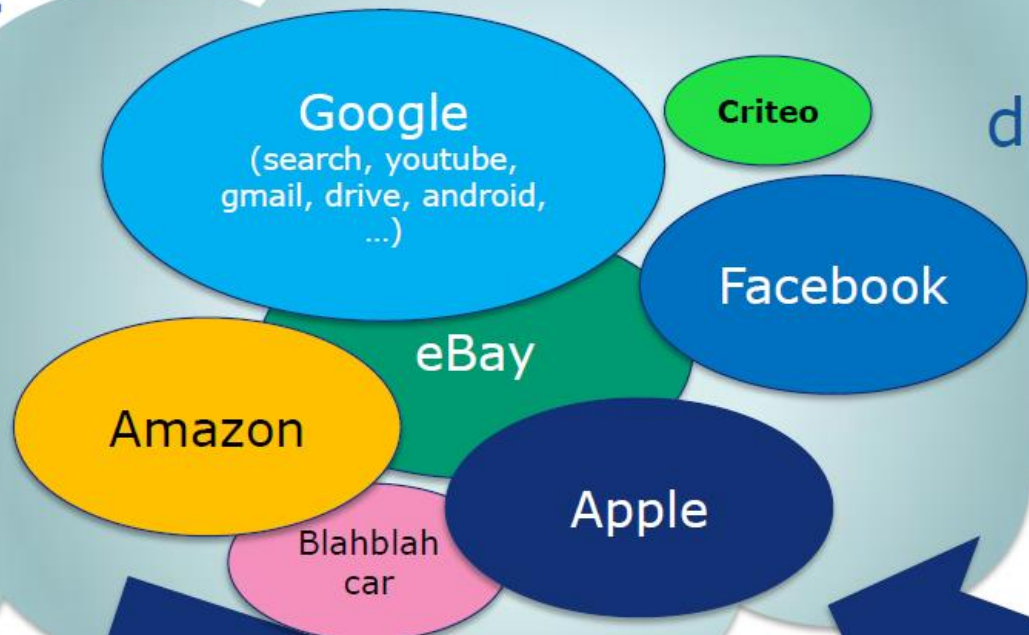 Google
(search, youtube,
gmail, drive, android,
...)
Criteo
d
Facebook
eBay
Amazon
Apple
Blahblah
car